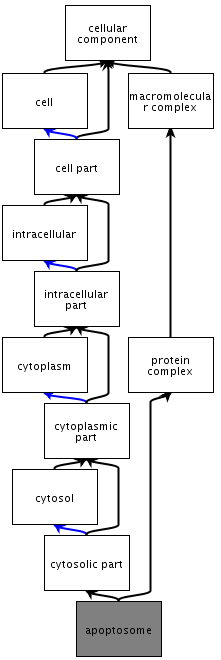 cellular
component
cell
macromolecula
r complex
cell part
intracellular
intracellular
part
cytoplasm
protein
complex
cytoplasmic
part
cytosol
cytosolic part
apoptosome